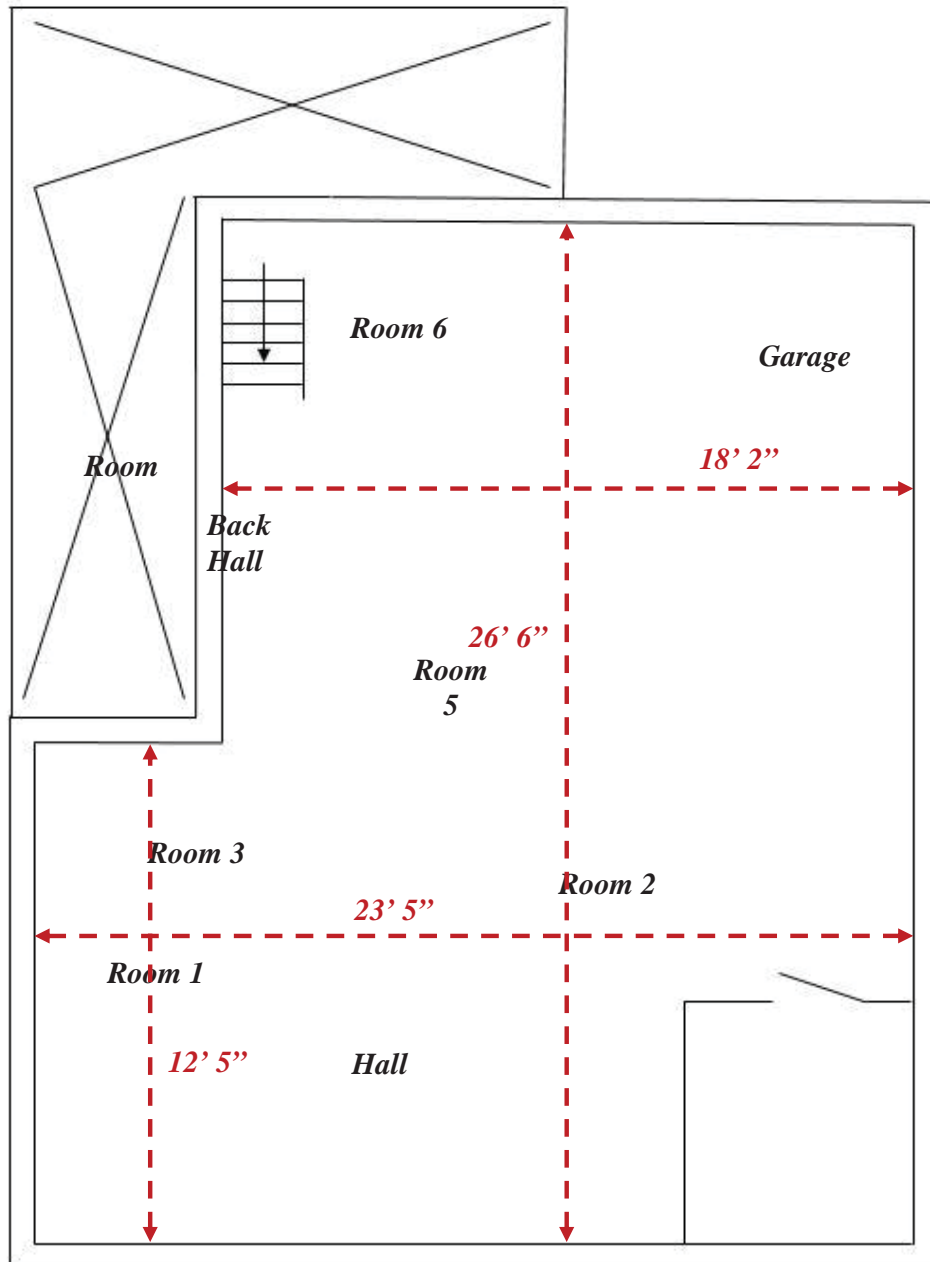 Room 6
Garage
Room
18’ 2”
Back
Hall
26’ 6”
Room
5
Room 3
Room 2
23’ 5”
Room 1
12’ 5”
Hall